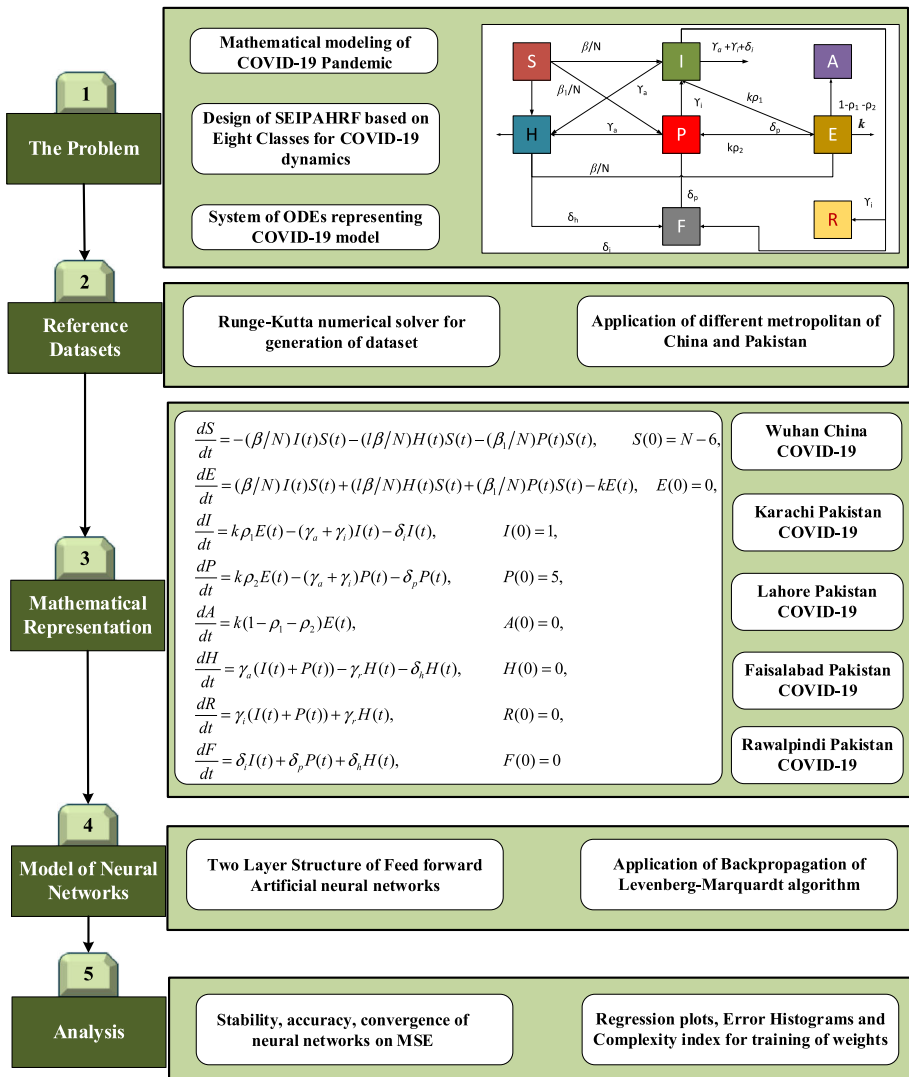 1
The Problem
Mathematical modeling of
COVID-19 Pandemic
Design of SEIPAHRF based on
Eight Classes for COVID-19
dynamics
System of ODEs representing
COVID-19 model
S
β/N
I
ϒa +ϒi+δi
A
β1/N
ϒa
ϒi
kρ1
1-ρ1 -ρ2
H
ϒa
P
δp
E
k
kρ2
β/N
δp
δh
F
R
ϒi
δi
2
Reference
Datasets
Runge-Kutta numerical solver for
generation of dataset
Application of different metropolitan of
China and Pakistan
3
Mathematical
Representation
dS/dt = −(β/N)I(t)S(t)−(lβ/N)H(t)S(t)−(β1/N)P(t)S(t), S(0)=N−6,
dE/dt = (β/N)I(t)S(t)+(lβ/N)H(t)S(t)+(β1/N)P(t)S(t)−kE(t), E(0)=0,
dI/dt = kρ1E(t)−(γa+γi)I(t)−δiI(t), I(0)=1,
dP/dt = kρ2E(t)−(γa+γi)P(t)−δpP(t), P(0)=5,
dA/dt = k(1−ρ1−ρ2)E(t), A(0)=0,
dH/dt = γa(I(t)+P(t))−γrH(t)−δhH(t), H(0)=0,
dR/dt = γi(I(t)+P(t))+γrH(t), R(0)=0,
dF/dt = δiI(t)+δpP(t)+δhH(t), F(0)=0
Wuhan China
COVID-19
Karachi Pakistan
COVID-19
Lahore Pakistan
COVID-19
Faisalabad Pakistan
COVID-19
Rawalpindi Pakistan
COVID-19
4
Model of Neural
Networks
Two Layer Structure of Feed forward
Artificial neural networks
Application of Backpropagation of
Levenberg-Marquardt algorithm
5
Analysis
Stability, accuracy, convergence of
neural networks on MSE
Regression plots, Error Histograms and
Complexity index for training of weights